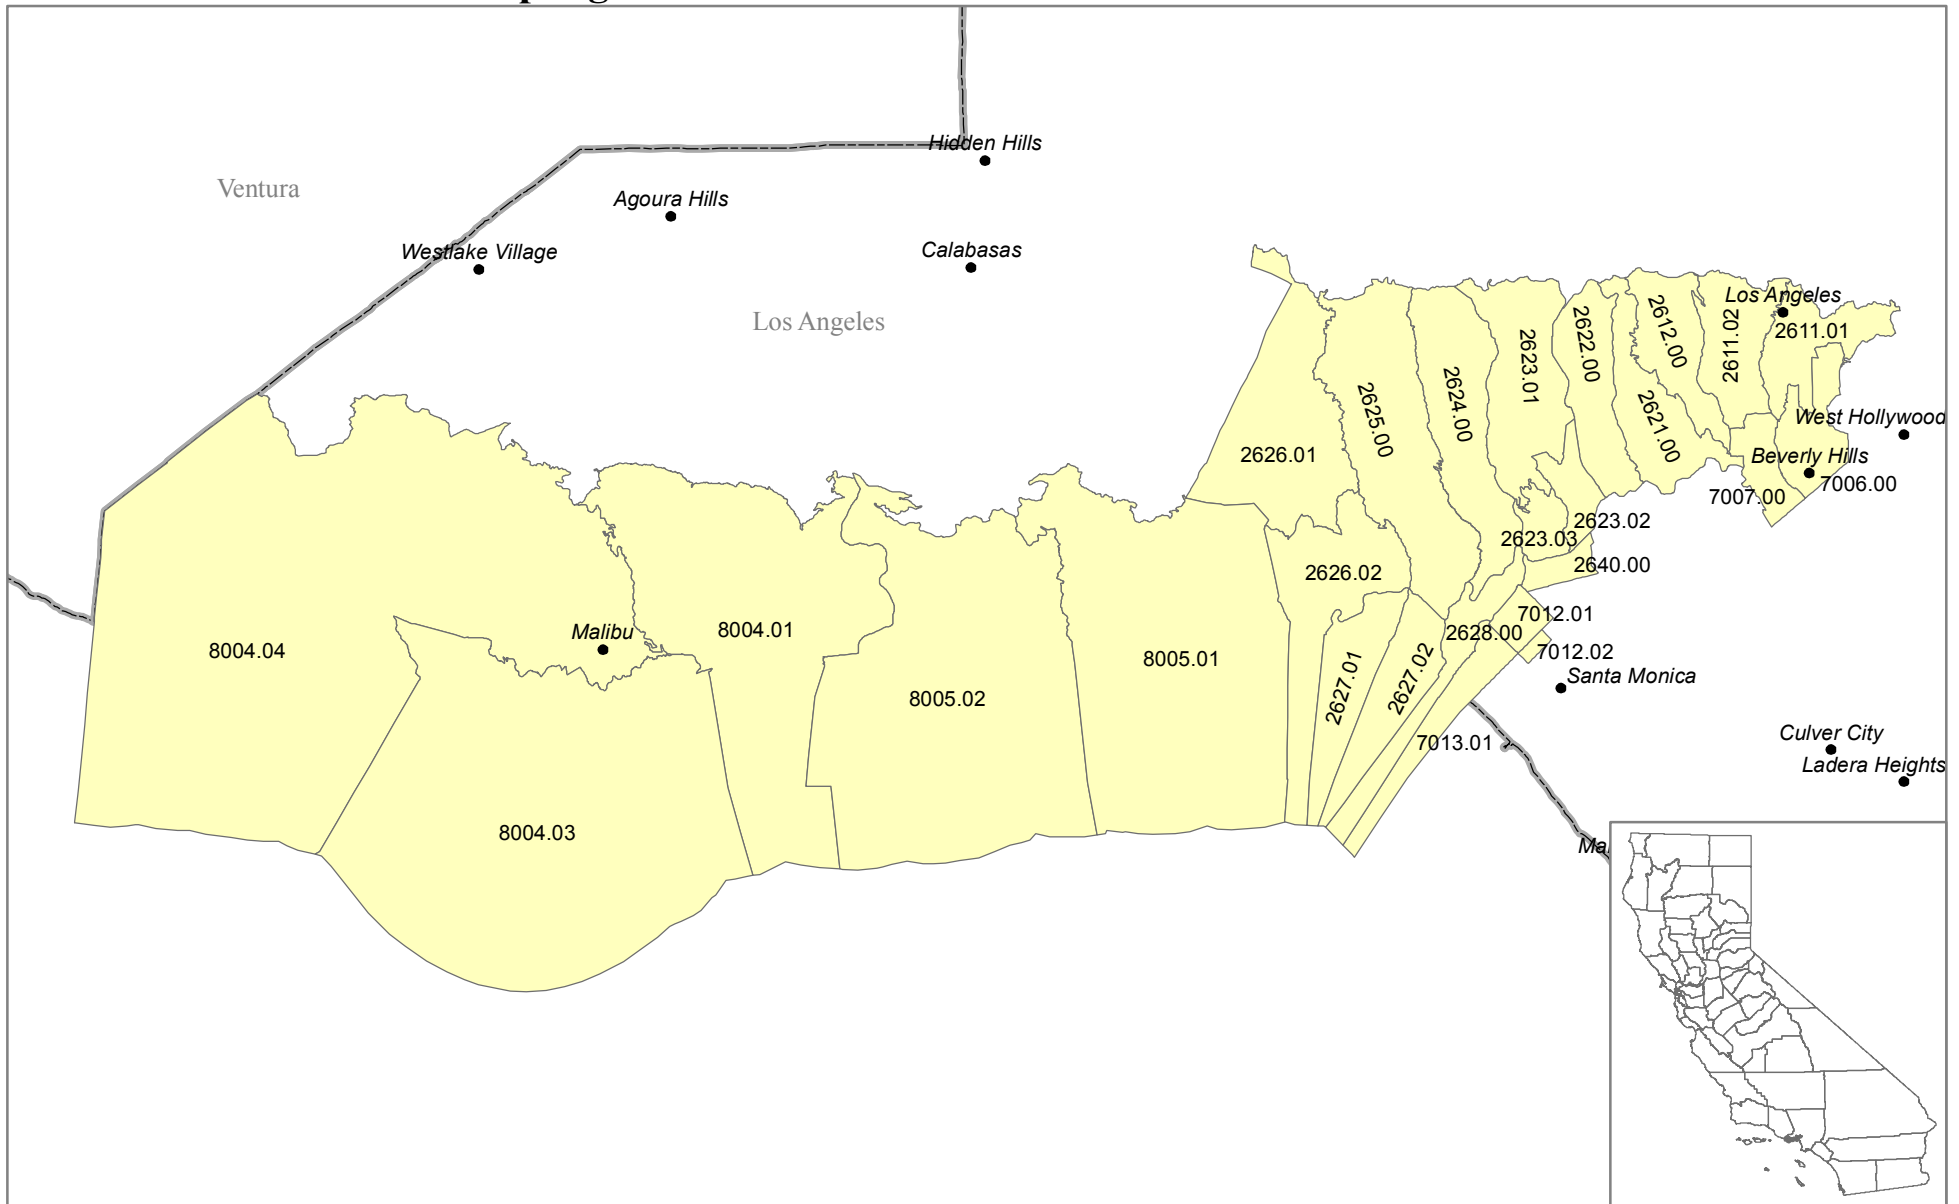 Hidden Hills
Ventura
Agoura Hills
Westlake Village
Calabasas
Los Angeles
Los Angeles
2611.01
2611.02
2612.00
2622.00
2623.01
2624.00
2625.00
2621.00
West Hollywood
2626.01
Beverly Hills
7006.00
7007.00
2623.02
2623.03
2640.00
2626.02
7012.01
2628.00
Malibu
8004.01
8004.04
7012.02
8005.01
Santa Monica
2627.01
2627.02
8005.02
7013.01
Culver City
Ladera Heights
8004.03